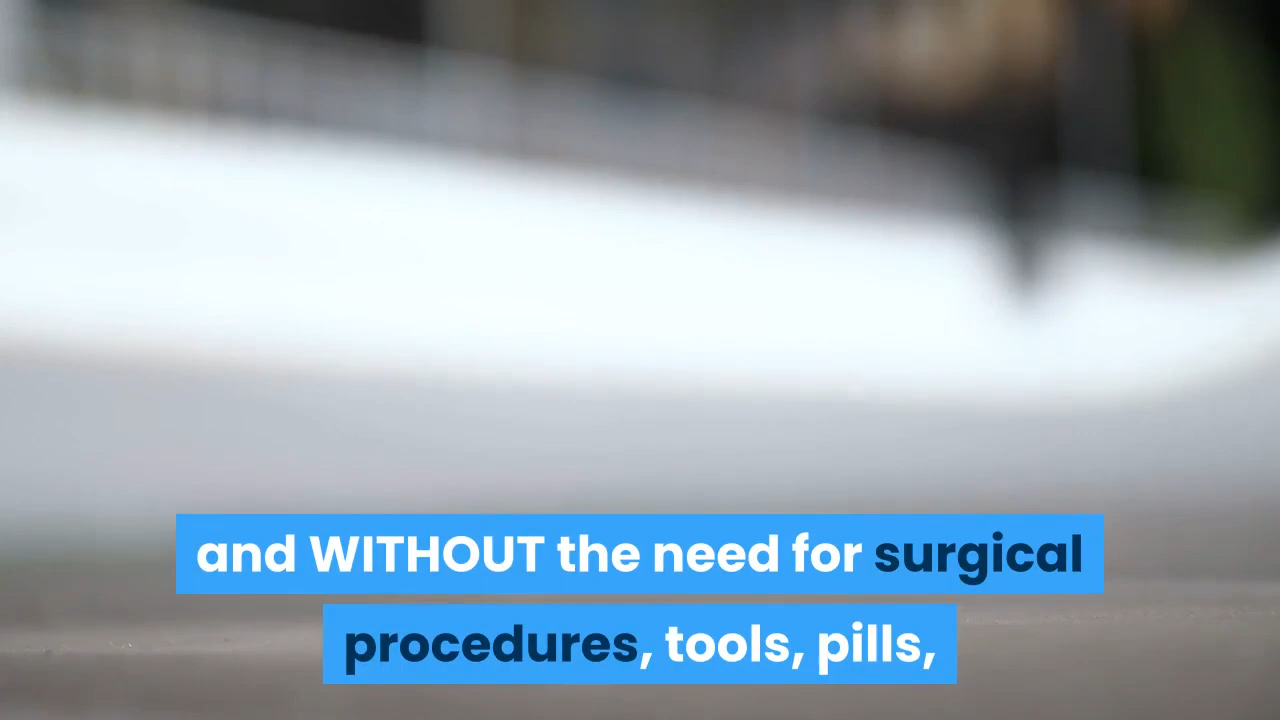 and WITHOUT the need for surgical
procedures, tools, pills,